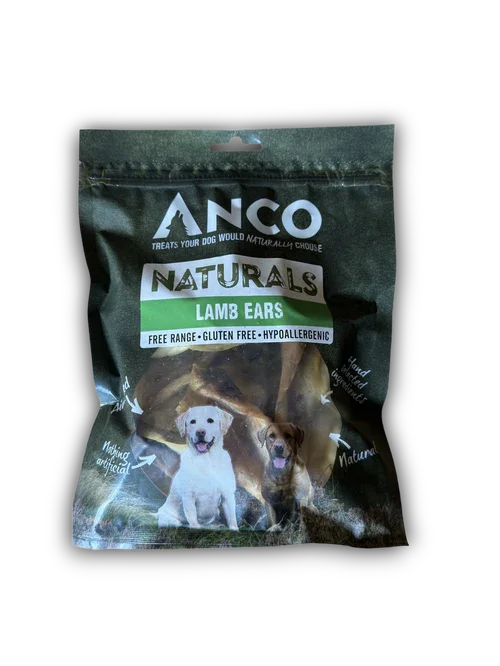 ANCO
TREATS YOUR DOG WOULD NATURALLY CHOOSE
NATURALS
LAMB EARS
FREE RANGE • GLUTEN FREE • HYPOALLERGENIC
Hand
selected
ingredients
Air
Nothing
artificial
Natural